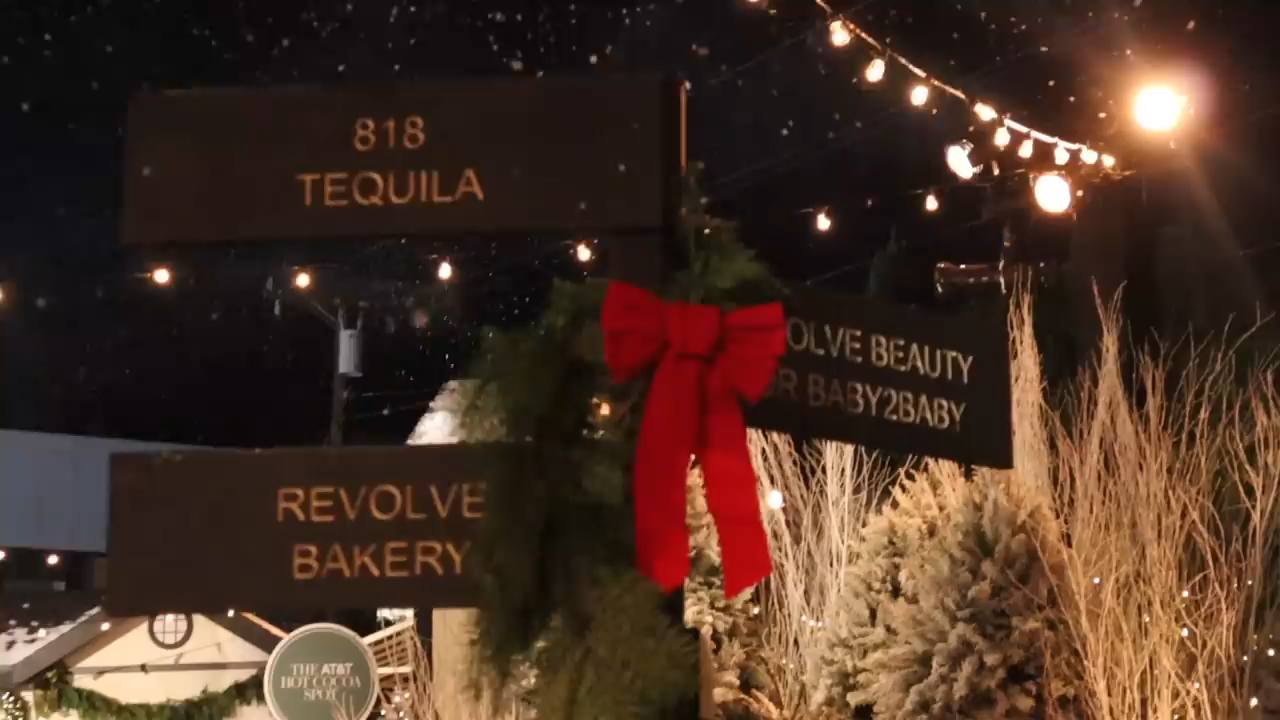 818
TEQUILA
OLVE BEAUTY
R BABY2BABY
REVOLVE
BAKERY
THE AT&T
HOT COCOA
SPOT